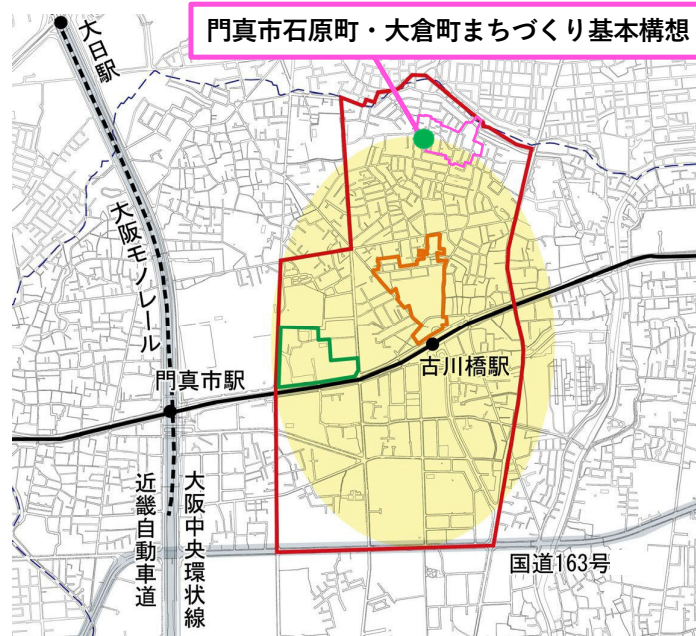 門真市石原町・大倉町まちづくり基本構想
大日駅
大阪モノレール
門真市駅
古川橋駅
近畿自動車道
大阪中央環状線
国道163号